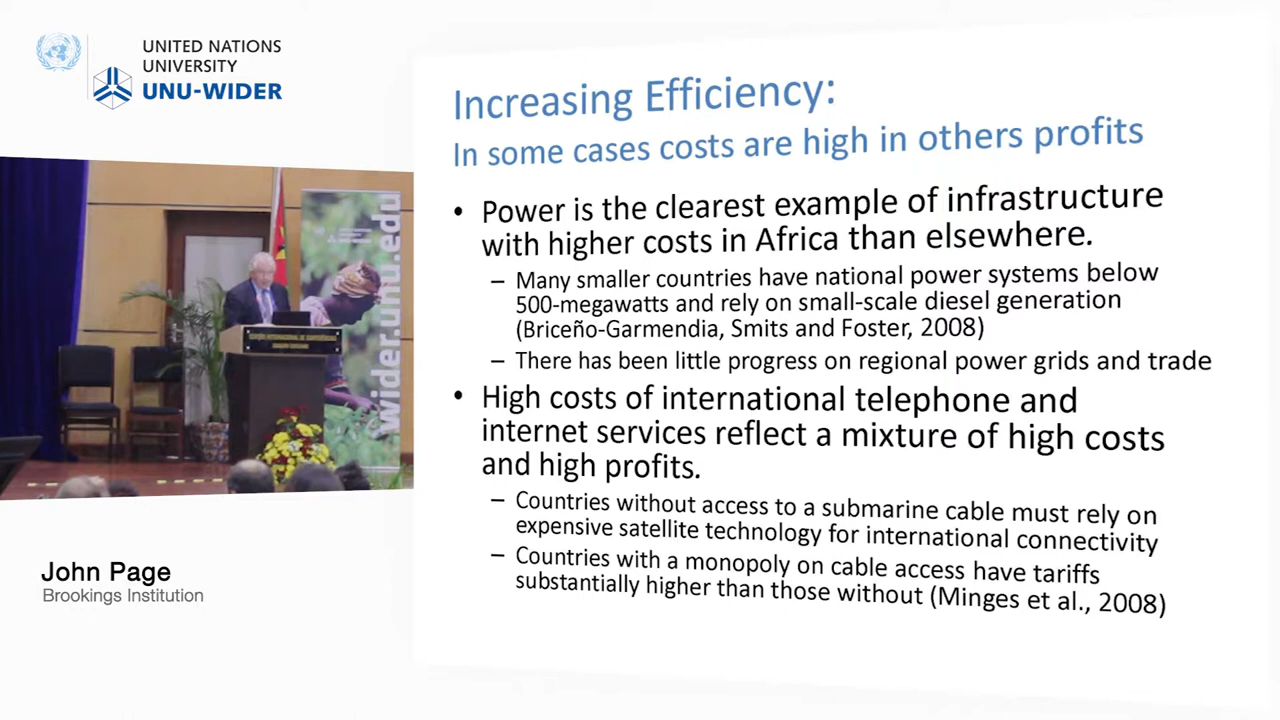 UNITED NATIONS
UNIVERSITY
UNU-WIDER
Increasing Efficiency:
In some cases costs are high in others profits
• Power is the clearest example of infrastructure
with higher costs in Africa than elsewhere.
– Many smaller countries have national power systems below
500-megawatts and rely on small-scale diesel generation
(Briceño-Garmendia, Smits and Foster, 2008)
– There has been little progress on regional power grids and trade
• High costs of international telephone and
internet services reflect a mixture of high costs
and high profits.
– Countries without access to a submarine cable must rely on
expensive satellite technology for international connectivity
– Countries with a monopoly on cable access have tariffs
substantially higher than those without (Minges et al., 2008)
wider.unu.edu
John Page
Brookings Institution